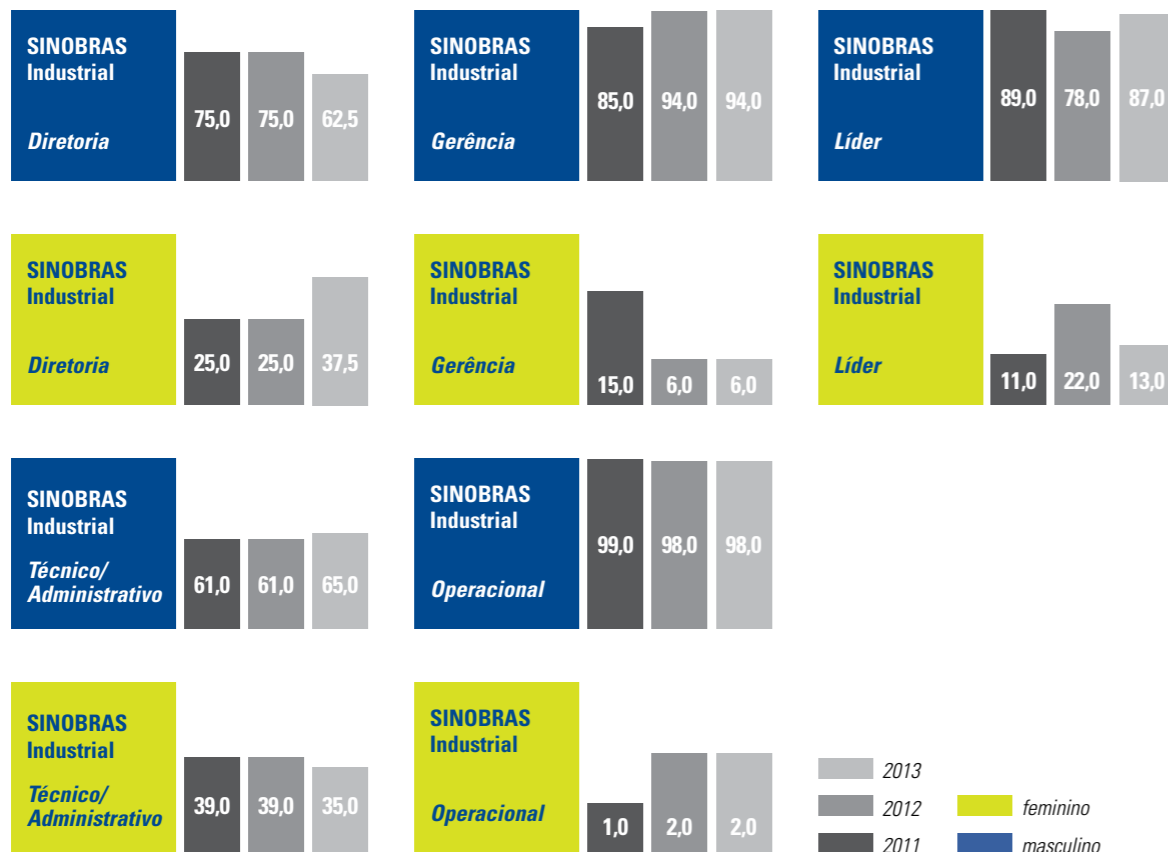 SINOBRAS
Industrial
Diretoria
75,0 75,0 62,5
SINOBRAS
Industrial
Gerência
85,0 94,0 94,0
SINOBRAS
Industrial
Líder
89,0 78,0 87,0
SINOBRAS
Industrial
Diretoria
25,0 25,0 37,5
SINOBRAS
Industrial
Gerência
15,0 6,0 6,0
SINOBRAS
Industrial
Líder
11,0 22,0 13,0
SINOBRAS
Industrial
Técnico/
Administrativo
61,0 61,0 65,0
SINOBRAS
Industrial
Operacional
99,0 98,0 98,0
SINOBRAS
Industrial
Técnico/
Administrativo
39,0 39,0 35,0
SINOBRAS
Industrial
Operacional
1,0 2,0 2,0
2013
2012 feminino
2011 masculino